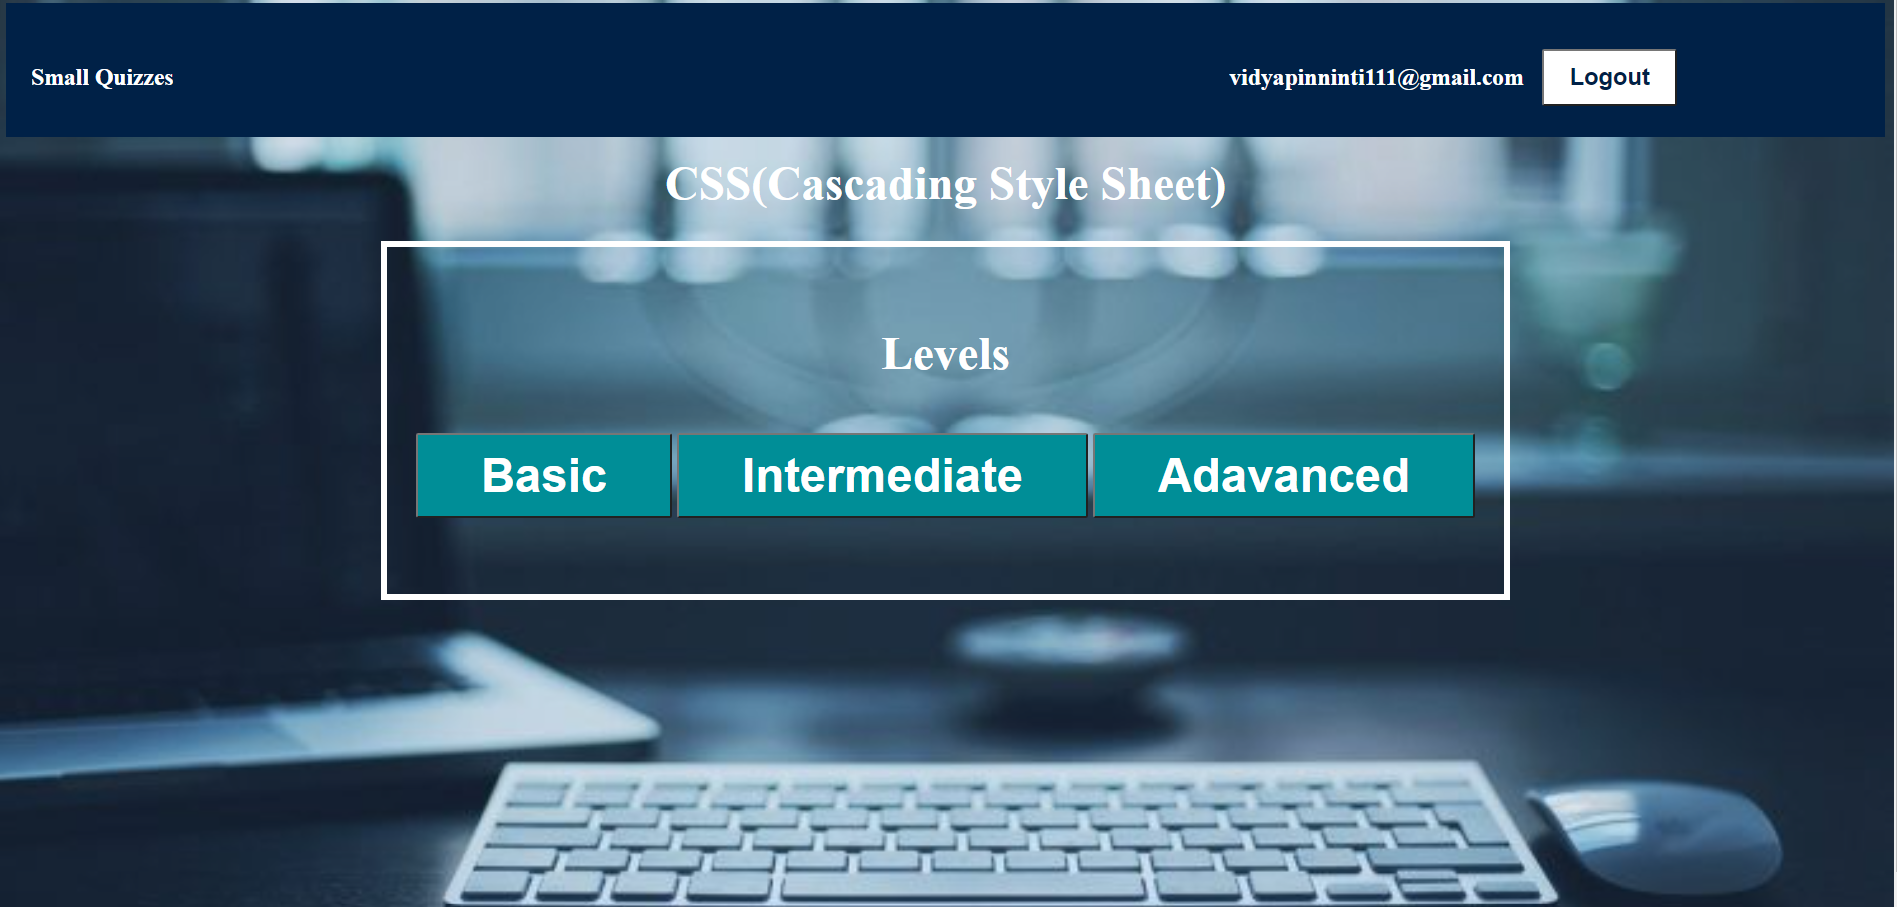 Small Quizzes vidyapinninti111@gmail.com Logout
CSS(Cascading Style Sheet)
Levels
Basic Intermediate Adavanced